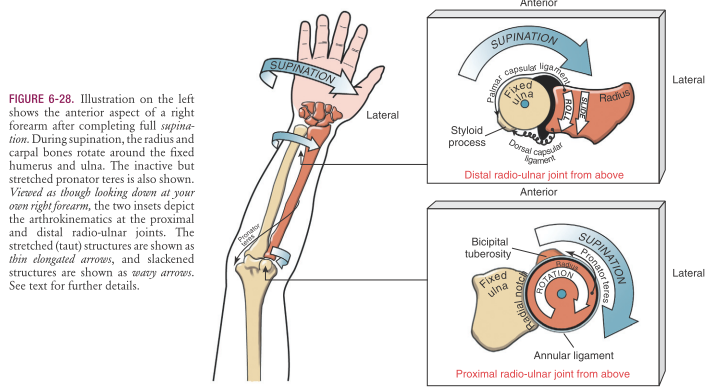 FIGURE 6-28. Illustration on the left
shows the anterior aspect of a right
forearm after completing full supina-
tion. During supination, the radius and
carpal bones rotate around the fixed
humerus and ulna. The inactive but
stretched pronator teres is also shown.
Viewed as though looking down at your
own right forearm, the two insets depict
the arthrokinematics at the proximal
and distal radio-ulnar joints. The
stretched (taut) structures are shown as
thin elongated arrows, and slackened
structures are shown as wavy arrows.
See text for further details.
SUPINATION
Lateral
Pronator
teres
Anterior
SUPINATION
Palmar capsular ligament
Fixed
ulna
ROLL
SLIDE
Radius
Lateral
Styloid
process
Dorsal capsular
ligament
Distal radio-ulnar joint from above
Anterior
Bicipital
tuberosity
SUPINATION
Pronator teres
Radius
ROTATION
Fixed
ulna
Radial notch
Lateral
Annular ligament
Proximal radio-ulnar joint from above